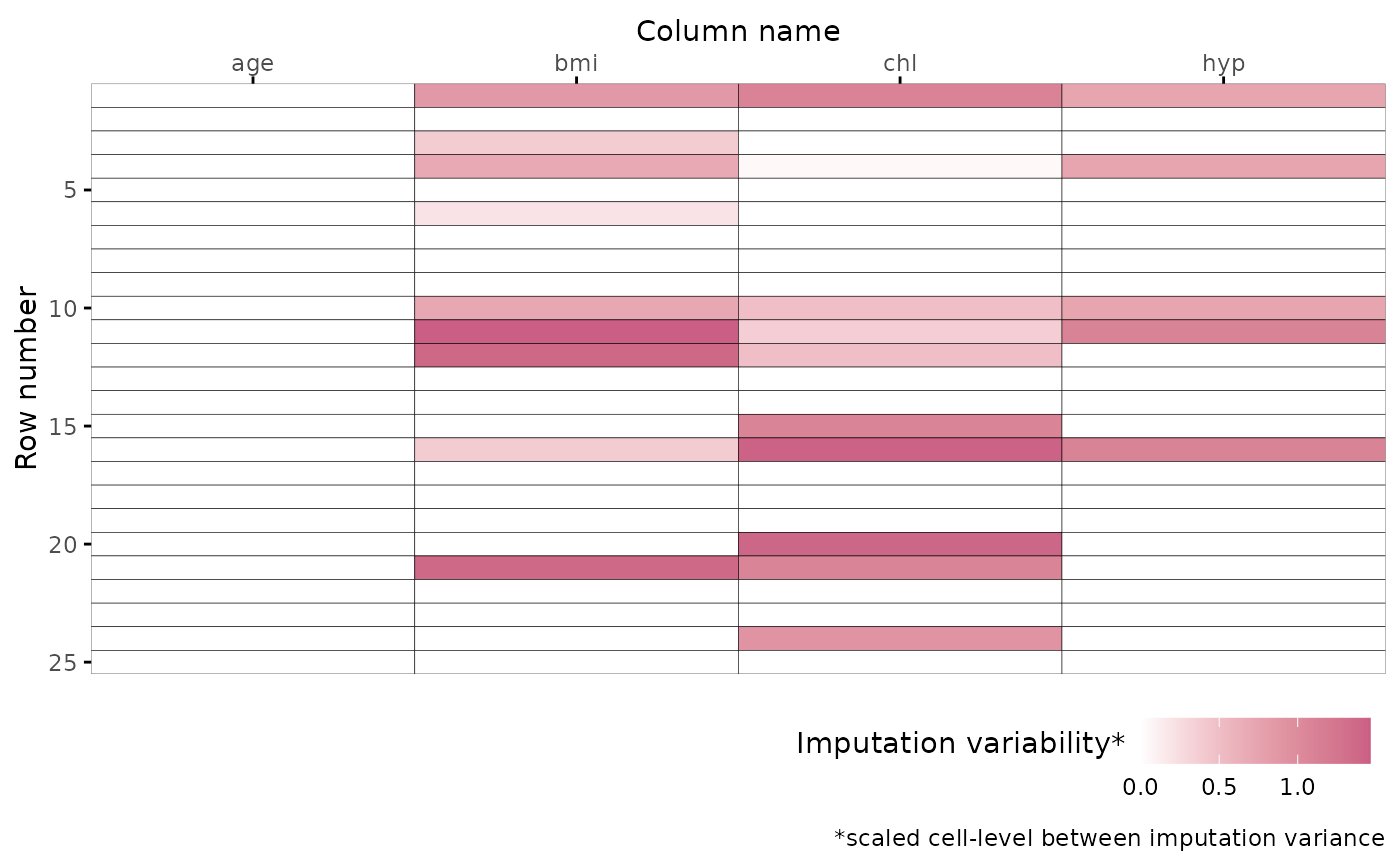 Column name
age bmi chl hyp
Row number
5
10
15
20
25
Imputation variability*
0.0 0.5 1.0
*scaled cell-level between imputation variance